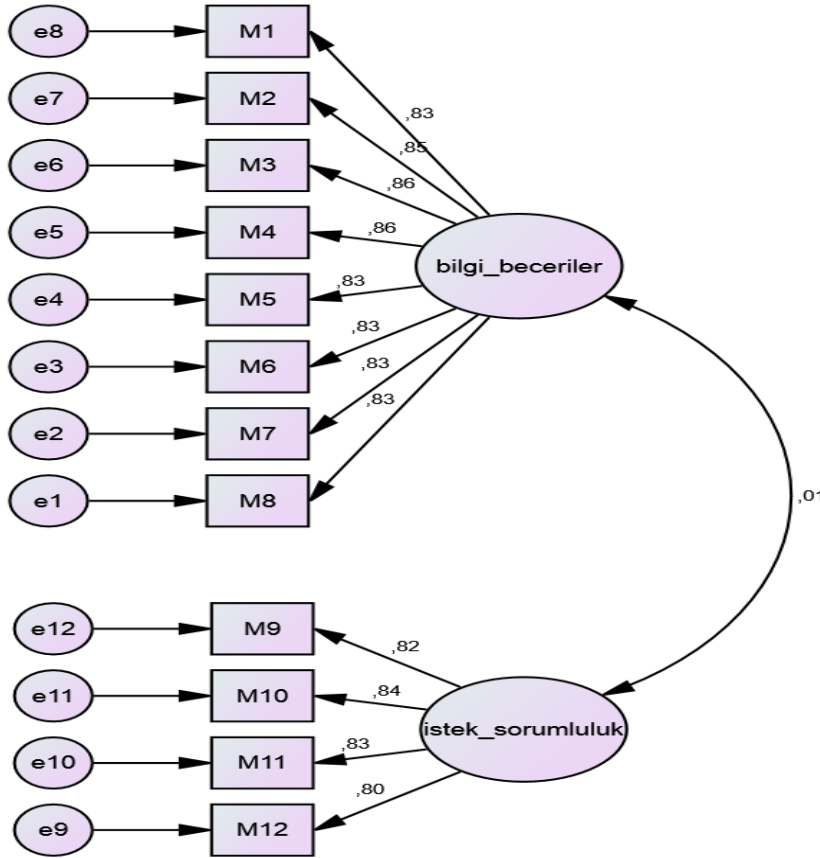 e8 M1
e7 M2
e6 M3
e5 M4
e4 M5
e3 M6
e2 M7
e1 M8
,83
,85
,86
,86
,83
,83
,83
,83
bilgi_beceriler
,01
e12 M9
e11 M10
e10 M11
e9 M12
,82
,84
,83
,80
istek_sorumluluk